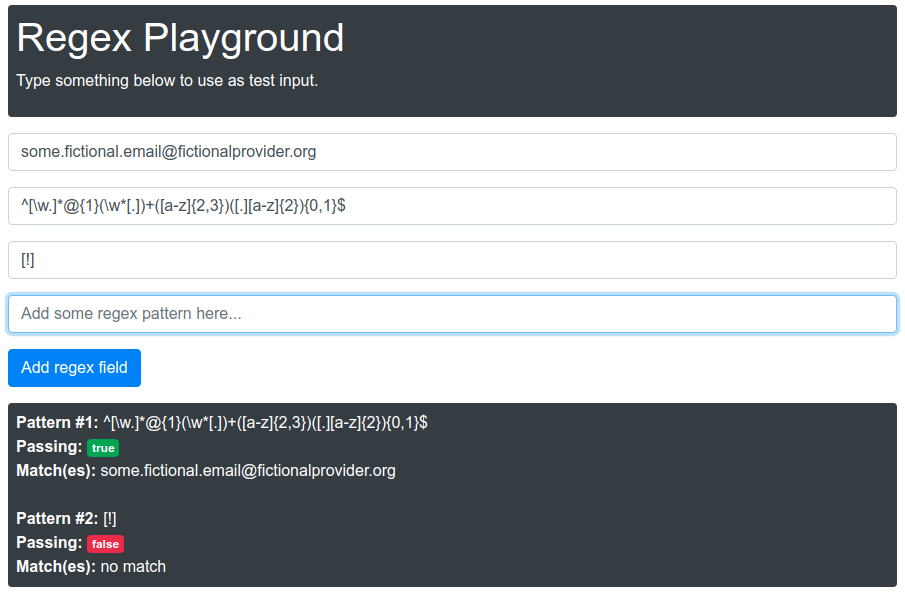 Regex Playground
Type something below to use as test input.
some.fictional.email@fictionalprovider.org
^[\w.]*@{1}(\w*[.])+([a-z]{2,3})([.][a-z]{2}){0,1}$
[!]
Add some regex pattern here...
Add regex field
Pattern #1: ^[\w.]*@{1}(\w*[.])+([a-z]{2,3})([.][a-z]{2}){0,1}$
Passing: true
Match(es): some.fictional.email@fictionalprovider.org
Pattern #2: [!]
Passing: false
Match(es): no match